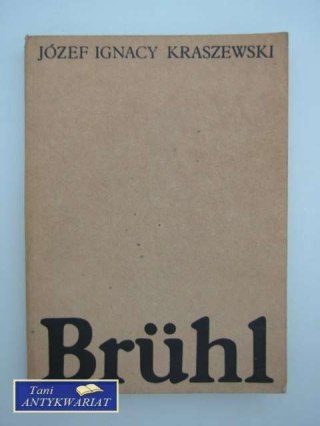 JÓZEF IGNACY KRASZEWSKI
Brühl
Tani
ANTYKWARIAT